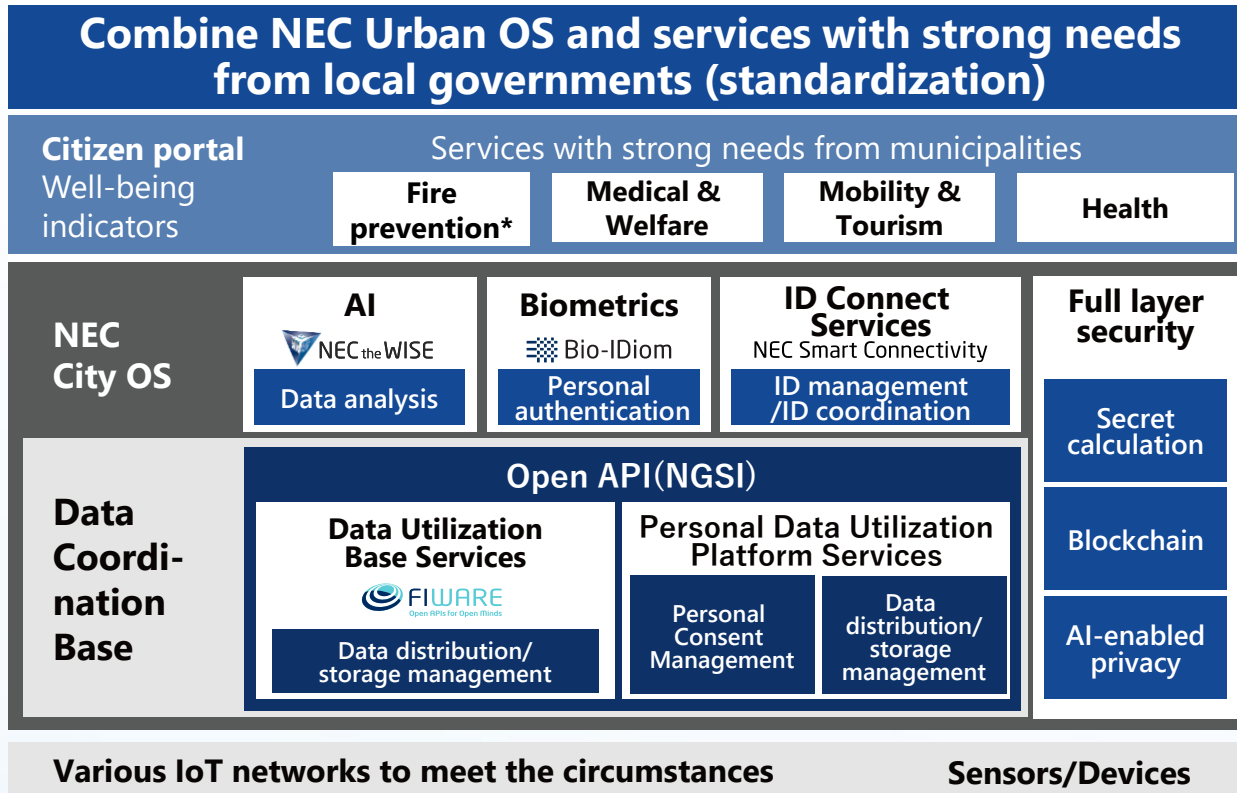 Combine NEC Urban OS and services with strong needs
from local governments (standardization)
Citizen portal
Well-being
indicators
Services with strong needs from municipalities
Fire
prevention*
Medical &
Welfare
Mobility &
Tourism
Health
NEC
City OS
AI
NEC the WISE
Data analysis
Biometrics
Bio-IDiom
Personal
authentication
ID Connect
Services
NEC Smart Connectivity
ID management
/ID coordination
Full layer
security
Secret
calculation
Blockchain
AI-enabled
privacy
Data
Coordi-
nation
Base
Open API(NGSI)
Data Utilization
Base Services
FIWARE
Open APIs for Open Minds
Data distribution/
storage management
Personal Data Utilization
Platform Services
Personal
Consent
Management
Data
distribution/
storage
management
Various IoT networks to meet the circumstances
Sensors/Devices